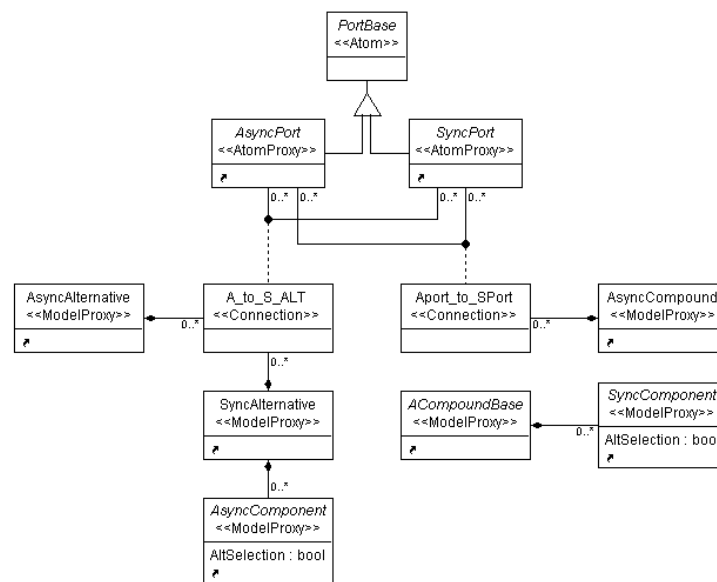 PortBase
<<Atom>>
AsyncPort
<<AtomProxy>>
SyncPort
<<AtomProxy>>
0..*
0..*
0..*
0..*
AsyncAlternative
<<ModelProxy>>
0..*
A_to_S_ALT
<<Connection>>
Aport_to_SPort
<<Connection>>
0..*
AsyncCompound
<<ModelProxy>>
0..*
SyncAlternative
<<ModelProxy>>
ACompoundBase
<<ModelProxy>>
0..*
SyncComponent
<<ModelProxy>>
AltSelection : bool
0..*
AsyncComponent
<<ModelProxy>>
AltSelection : bool